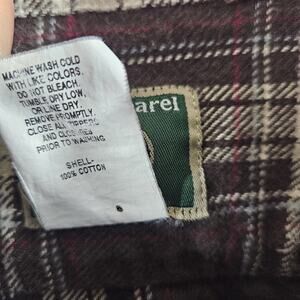 MACHINE WASH COLD
WITH LIKE COLORS.
DO NOT BLEACH.
TUMBLE DRY LOW,
OR LINE DRY.
REMOVE PROMPTLY.
CLOSE ALL ZIPPERS
AND CLOSURES
PRIOR TO WASHING
SHELL-
100% COTTON
arel